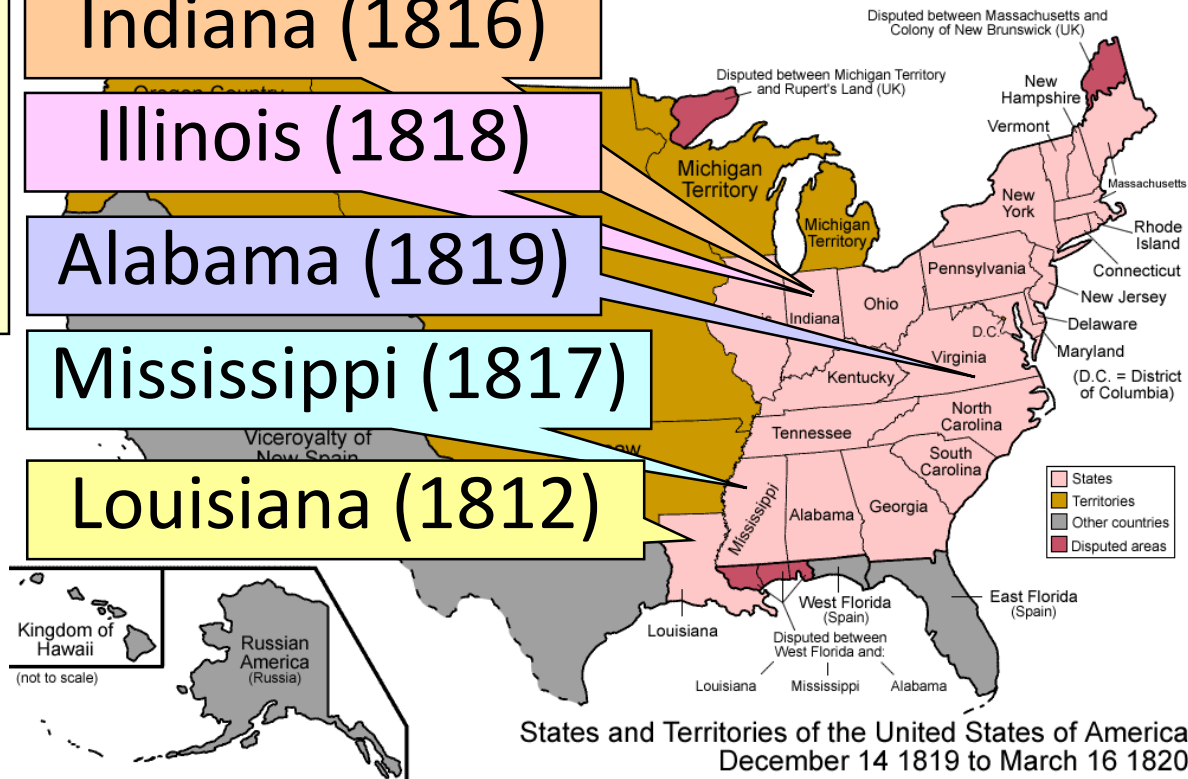 Indiana (1816)
Illinois (1818)
Alabama (1819)
Mississippi (1817)
Louisiana (1812)
Oregon Country
Viceroyalty of
New Spain
Disputed between Massachusetts and
Colony of New Brunswick (UK)
Disputed between Michigan Territory
and Rupert's Land (UK)
New
Hampshire
Vermont
Michigan
Territory
Michigan
Territory
New
York
Massachusetts
Rhode
Island
Connecticut
Pennsylvania
New Jersey
Delaware
Maryland
(D.C. = District
of Columbia)
D.C.
Ohio
Indiana
Virginia
Kentucky
North
Carolina
Tennessee
South
Carolina
Mississippi
Alabama
Georgia
States
Territories
Other countries
Disputed areas
East Florida
(Spain)
West Florida
(Spain)
Louisiana
Disputed between
West Florida and:
Louisiana
Mississippi
Alabama
Kingdom of
Hawaii
(not to scale)
Russian
America
(Russia)
States and Territories of the United States of America
December 14 1819 to March 16 1820